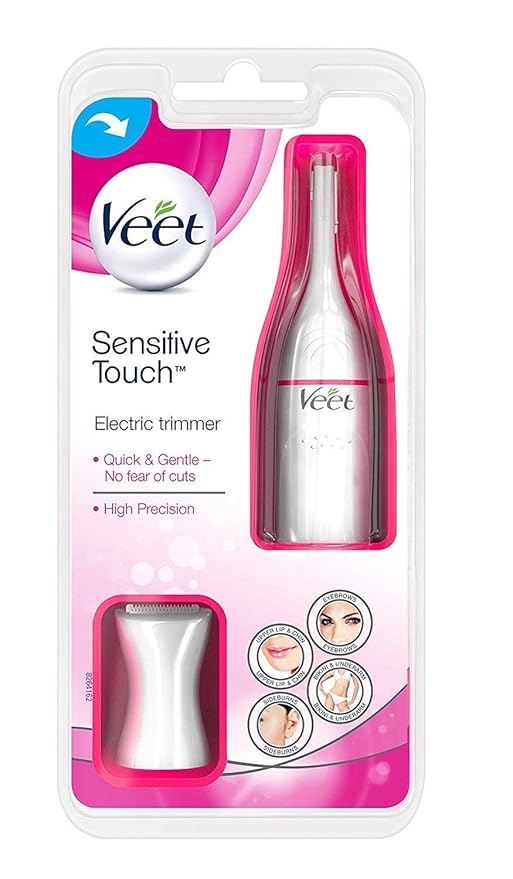 Veet
Sensitive
Touch™
Electric trimmer
• Quick & Gentle –
No fear of cuts
• High Precision
Veet
8264162
EYEBROWS
EYEBROWS
UPPER LIP & CHIN
UPPER LIP & CHIN
BIKINI & UNDERARM
BIKINI & UNDERARM
SIDEBURNS
SIDEBURNS